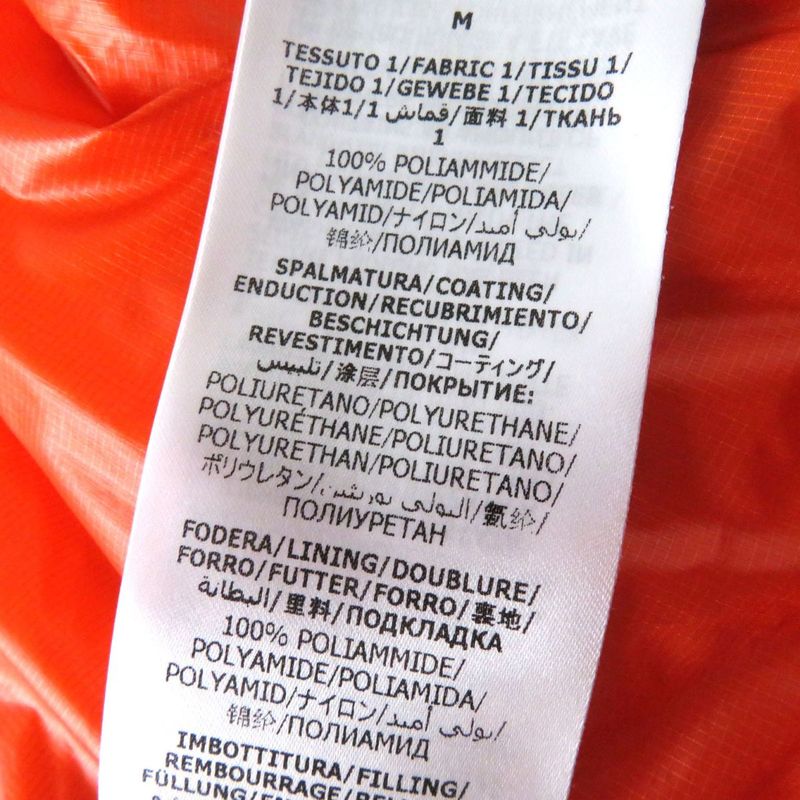 M
TESSUTO 1/FABRIC 1/TISSU 1/
TEJIDO 1/GEWEBE 1/TECIDO
1/本体1/1 قماش/面料 1/ТКАНЬ
1
100% POLIAMMIDE/
POLYAMIDE/POLIAMIDA/
POLYAMID/ナイロン/بولي أميد/
锦纶/ПОЛИАМИД
SPALMATURA/COATING/
ENDUCTION/RECUBRIMIENTO/
BESCHICHTUNG/
REVESTIMENTO/コーティング/
تلبيس/涂层/ПОКРЫТИЕ:
POLIURETANO/POLYURETHANE/
POLYURÉTHANE/POLIURETANO/
POLYURETHAN/POLIURETANO/
ポリウレタン/البولي يوريثين/氨纶/
ПОЛИУРЕТАН
FODERA/LINING/DOUBLURE/
FORRO/FUTTER/FORRO/裏地/
البطانة/里料/ПОДКЛАДКА
100% POLIAMMIDE/
POLYAMIDE/POLIAMIDA/
POLYAMID/ナイロン/بولي أميد/
锦纶/ПОЛИАМИД
IMBOTTITURA/FILLING/